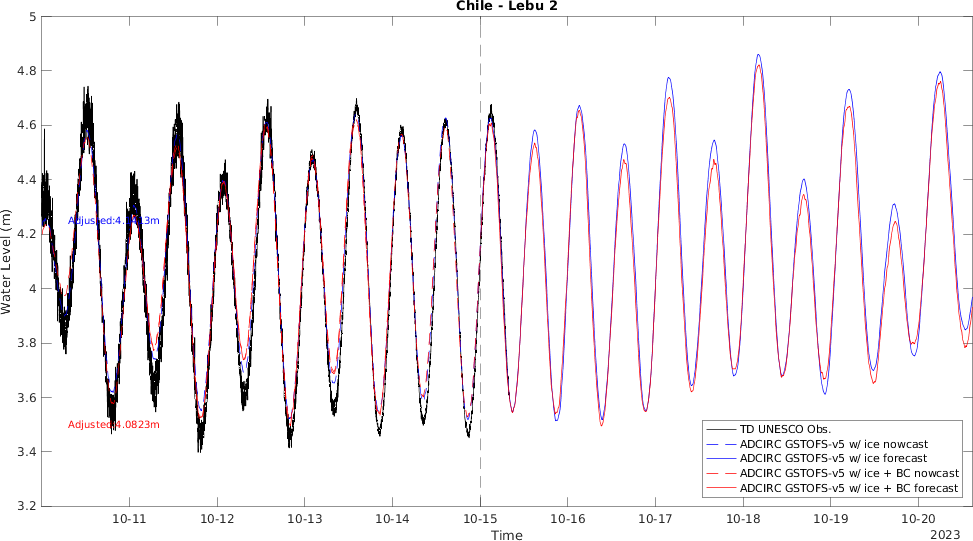 Chile - Lebu 2
Water Level (m)
5
4.8
4.6
4.4
4.2
4
3.8
3.6
3.4
3.2
Adjusted:4.
3m
Adjusted:4.0823m
TD UNESCO Obs.
ADCIRC GSTOFS-v5 w/ ice nowcast
ADCIRC GSTOFS-v5 w/ ice forecast
ADCIRC GSTOFS-v5 w/ ice + BC nowcast
ADCIRC GSTOFS-v5 w/ ice + BC forecast
10-11 10-12 10-13 10-14 10-15 10-16 10-17 10-18 10-19 10-20
2023
Time